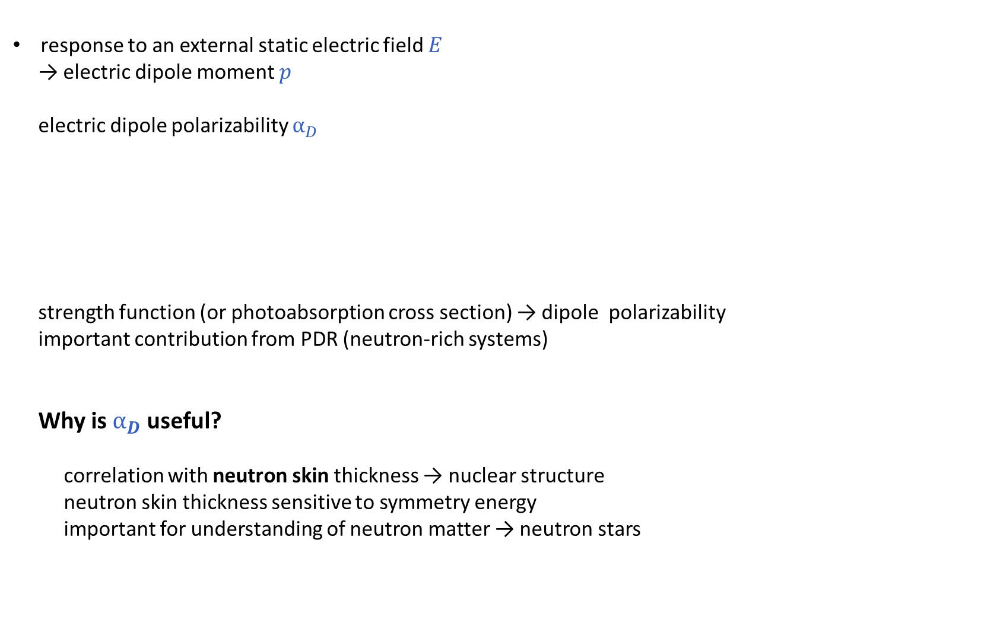 • response to an external static electric field E
→ electric dipole moment p
electric dipole polarizability α_D
strength function (or photoabsorption cross section) → dipole polarizability
important contribution from PDR (neutron-rich systems)
Why is α_D useful?
correlation with neutron skin thickness → nuclear structure
neutron skin thickness sensitive to symmetry energy
important for understanding of neutron matter → neutron stars